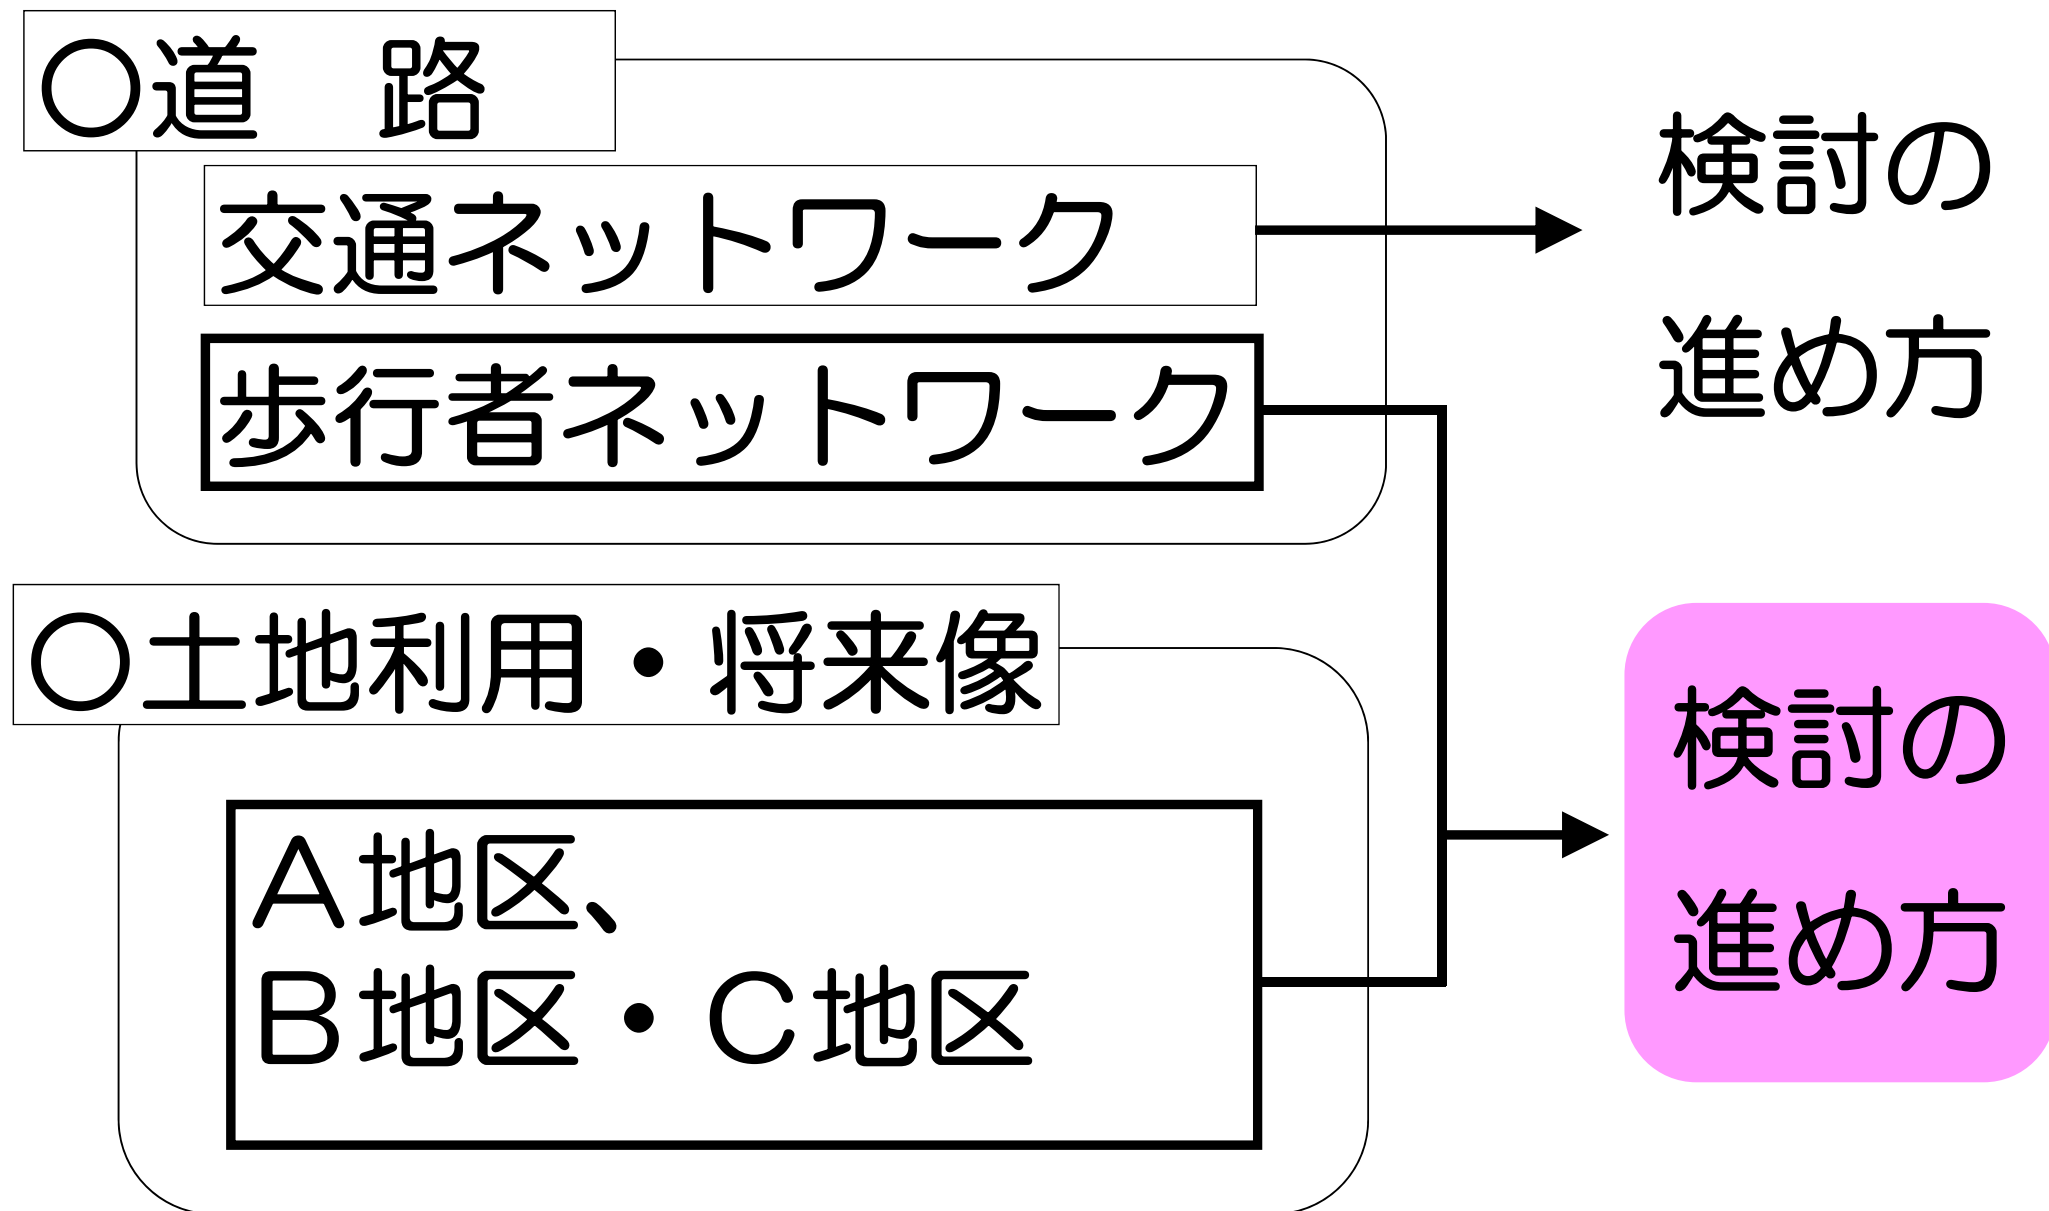 ○道　路
交通ネットワーク
歩行者ネットワーク
検討の
進め方
○土地利用・将来像
A地区、
B地区・C地区
検討の
進め方